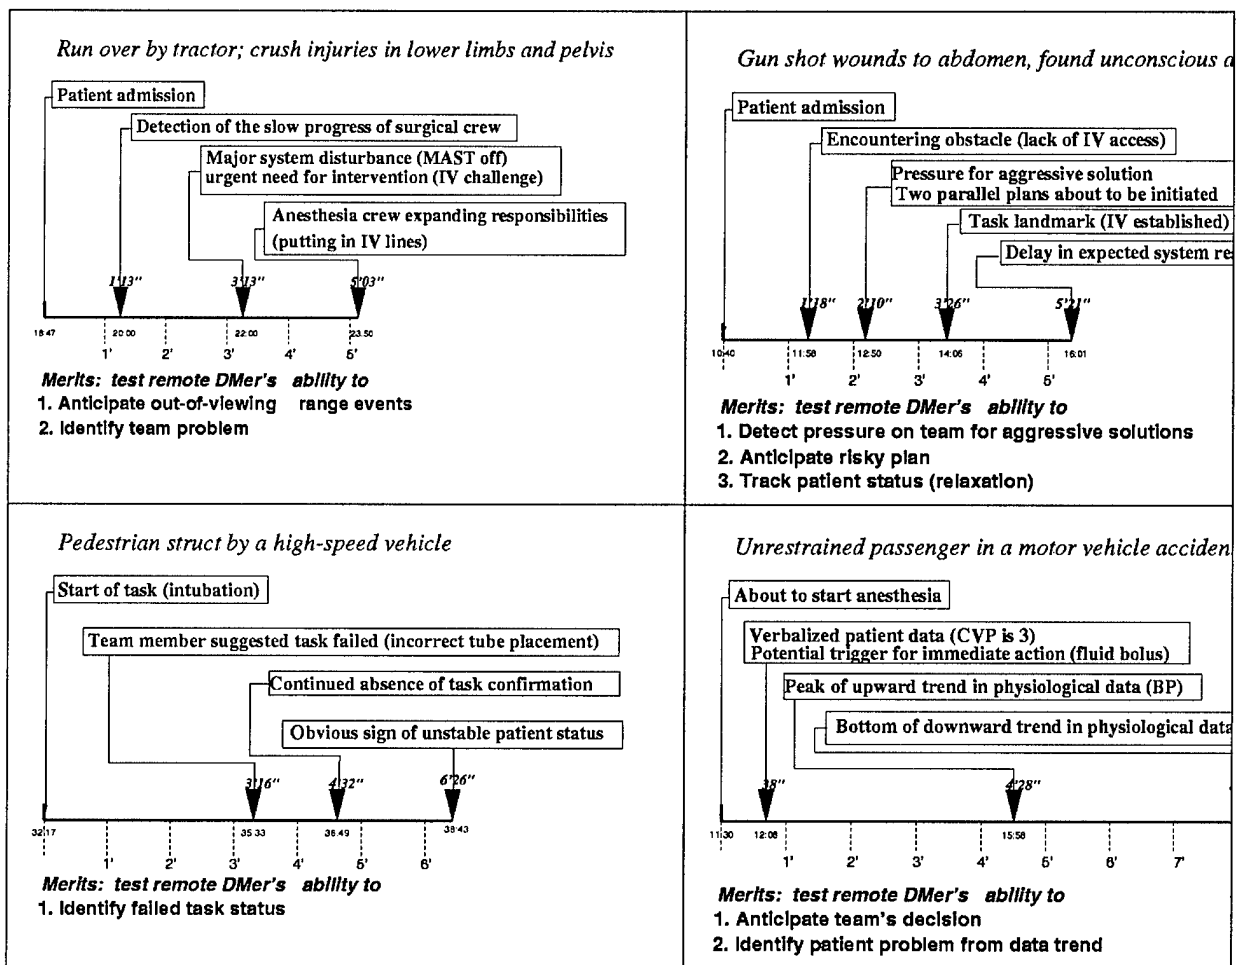 Run over by tractor; crush injuries in lower limbs and pelvis
Patient admission
Detection of the slow progress of surgical crew
Major system disturbance (MAST off)
urgent need for intervention (IV challenge)
Anesthesia crew expanding responsibilities
(putting in IV lines)
1'13" 3'13" 5'03"
18:47 20:00 22:00 23:50
1' 2' 3' 4' 5'
Merits: test remote DMer's ability to
1. Anticipate out-of-viewing range events
2. Identify team problem
Gun shot wounds to abdomen, found unconscious
Patient admission
Encountering obstacle (lack of IV access)
Pressure for aggressive solution
Two parallel plans about to be initiated
Task landmark (IV established)
Delay in expected system
1'18" 2'10" 3'26" 5'21"
10:40 11:58 12:50 14:06 16:01
1' 2' 3' 4' 5'
Merits: test remote DMer's ability to
1. Detect pressure on team for aggressive solutions
2. Anticipate risky plan
3. Track patient status (relaxation)
Pedestrian struct by a high-speed vehicle
Start of task (intubation)
Team member suggested task failed (incorrect tube placement)
Continued absence of task confirmation
Obvious sign of unstable patient status
3'16" 4'32" 6'26"
32:17 35:33 36:49 38:43
1' 2' 3' 4' 5' 6'
Merits: test remote DMer's ability to
1. Identify failed task status
Unrestrained passenger in a motor vehicle acciden
About to start anesthesia
Verbalized patient data (CVP is 3)
Potential trigger for immediate action (fluid bolus)
Peak of upward trend in physiological data (BP)
Bottom of downward trend in physiological data
38" 4'28"
11:30 12:08 15:58
1' 2' 3' 4' 5' 6' 7'
Merits: test remote DMer's ability to
1. Anticipate team's decision
2. Identify patient problem from data trend